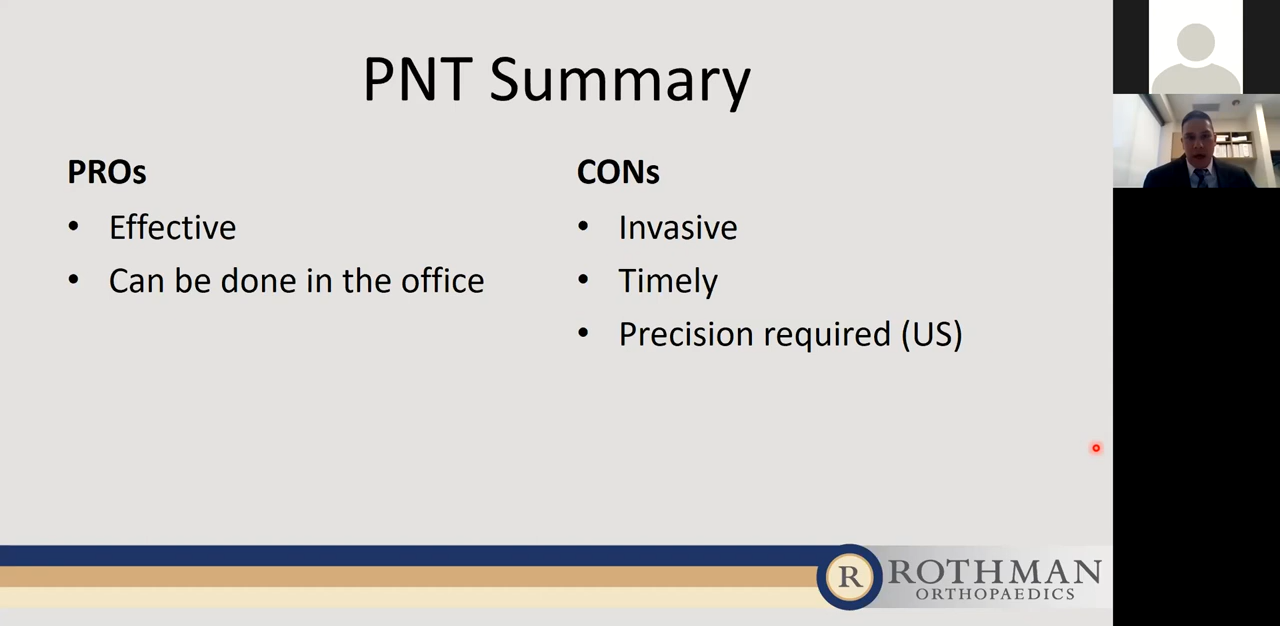 PNT Summary
PROs
• Effective
• Can be done in the office
CONs
• Invasive
• Timely
• Precision required (US)
R ROTHMAN
ORTHOPAEDICS